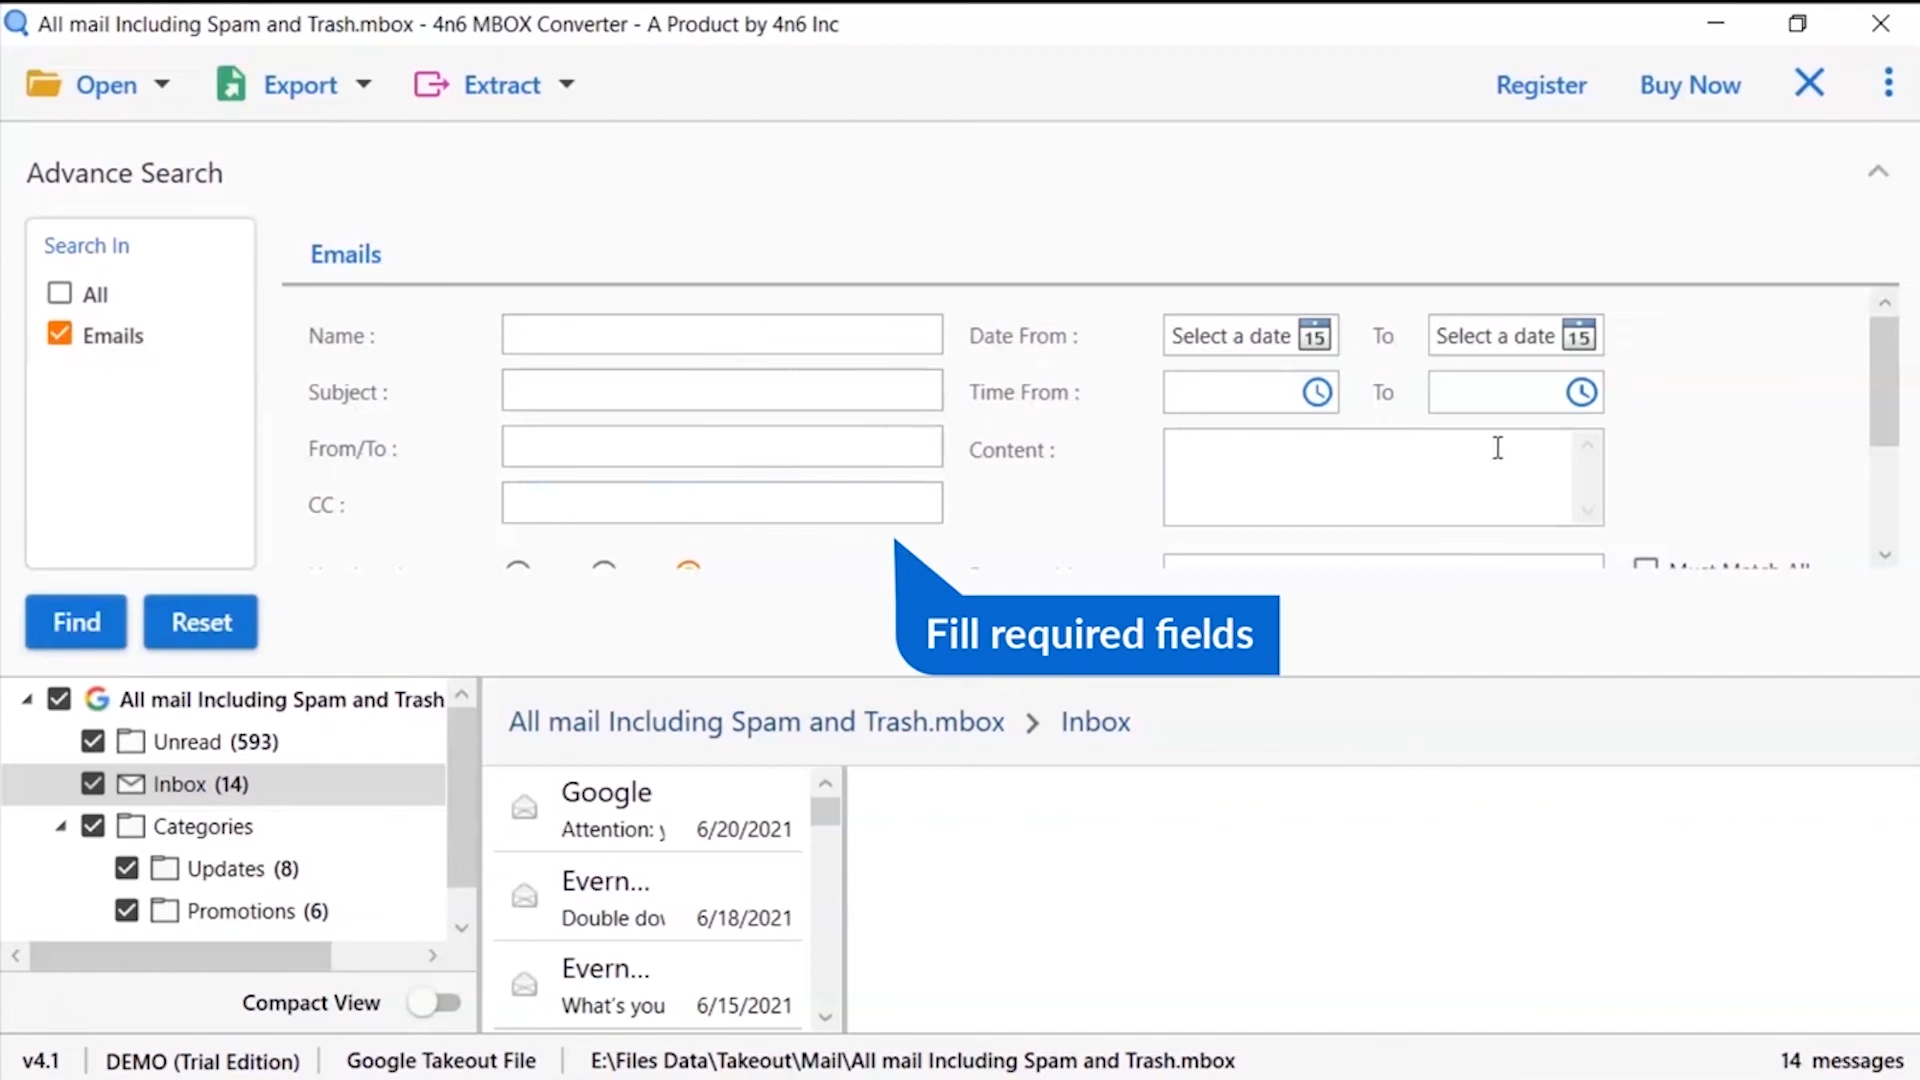 All mail Including Spam and Trash.mbox - 4n6 MBOX Converter - A Product by 4n6 Inc
Open Export Extract Register Buy Now
Advance Search
Search In
All
Emails
Emails
Name :
Subject :
From/To :
CC :
Date From : Select a date 15 To Select a date 15
Time From : To
Content :
Must Match All
Find Reset
Fill required fields
All mail Including Spam and Trash
Unread (593)
Inbox (14)
Categories
Updates (8)
Promotions (6)
Compact View
All mail Including Spam and Trash.mbox > Inbox
Google
Attention: 6/20/2021
Evern...
Double dov 6/18/2021
Evern...
What's you 6/15/2021
v4.1 DEMO (Trial Edition) Google Takeout File E:\Files Data\Takeout\Mail\All mail Including Spam and Trash.mbox 14 messages